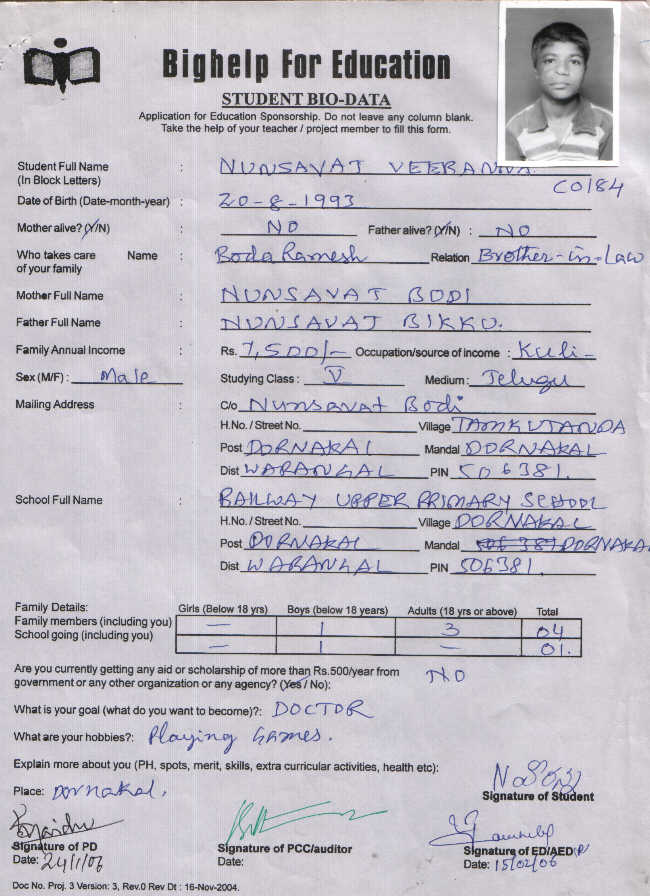 Bighelp For Education
STUDENT BIO-DATA
Application for Education Sponsorship. Do not leave any column blank.
Take the help of your teacher / project member to fill this form.
Student Full Name : NUNSAVAT VEERANNA
(In Block Letters)
C0184
Date of Birth (Date-month-year) : 20-8-1993
Mother alive? (Y/N) : NO Father alive? (Y/N) : NO
Who takes care Name : Boda Ramesh Relation Brother-in-Law
of your family
Mother Full Name : NUNSAVAT BODI
Father Full Name : NUNSAVAT BIKKU.
Family Annual Income : Rs. 7,500/- Occupation/source of income : Kuli-
Sex (M/F) : Male Studying Class : V Medium : Telugu
Mailing Address : C/o Nunsavat Bodi
H.No. / Street No. Village
Post DORNAKAL Mandal DORNAKAL
Dist WARANGAL PIN 506381.
School Full Name : RAILWAY UPPER PRIMARY SCHOOL
H.No. / Street No. Village DORNAKAL
Post DORNAKAL Mandal DORNAKAL
Dist WARANGAL PIN 506381.
Family Details: Girls (Below 18 yrs) Boys (below 18 years) Adults (18 yrs or above) Total
Family members (including you) — 1 3 04
School going (including you) : — 1 — 01.
Are you currently getting any aid or scholarship of more than Rs.500/year from
government or any other organization or any agency? (Yes / No): NO
What is your goal (what do you want to become)?: DOCTOR
What are your hobbies?: Playing Games.
Explain more about you (PH, spots, merit, skills, extra curricular activities, health etc):
Place: Dornakal.
Signature of Student
Signature of PD Signature of PCC/auditor Signature of ED/AED
Date: 24/1/06 Date: Date: 15/02/06
Doc No. Proj. 3 Version: 3, Rev.0 Rev Dt : 16-Nov-2004.